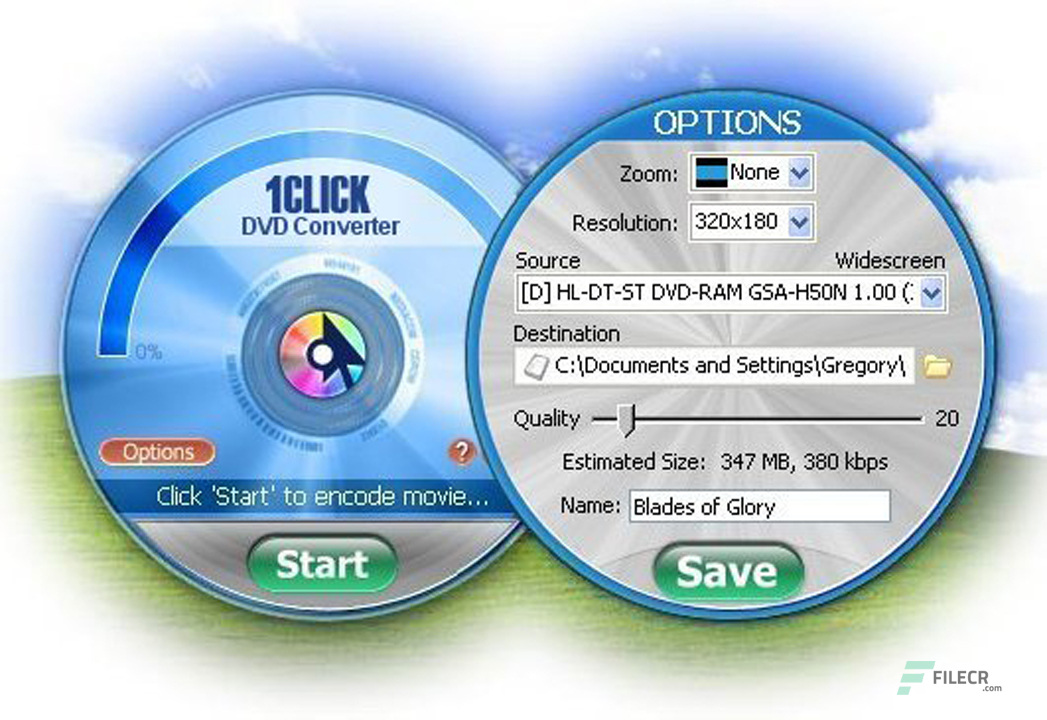 1CLICK
DVD Converter
0%
Options
?
Click 'Start' to encode movie...
Start
OPTIONS
Zoom: None
Resolution: 320x180
Source Widescreen
[D] HL-DT-ST DVD-RAM GSA-H50N 1.00 (
Destination
C:\Documents and Settings\Gregory\
Quality 20
Estimated Size: 347 MB, 380 kbps
Name: Blades of Glory
Save
FILECR
.com